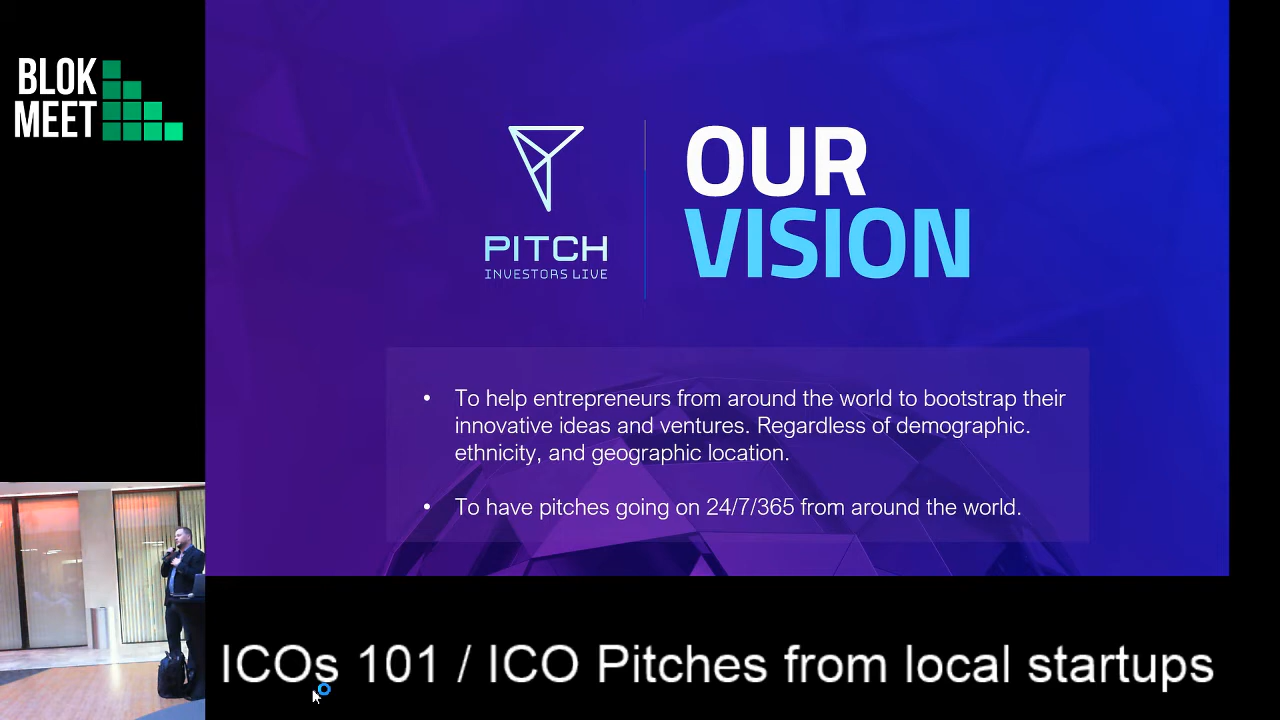 BLOK
MEET
PITCH
INVESTORS LIVE
OUR
VISION
• To help entrepreneurs from around the world to bootstrap their
innovative ideas and ventures. Regardless of demographic.
ethnicity, and geographic location.
• To have pitches going on 24/7/365 from around the world.
ICOs 101 / ICO Pitches from local startups